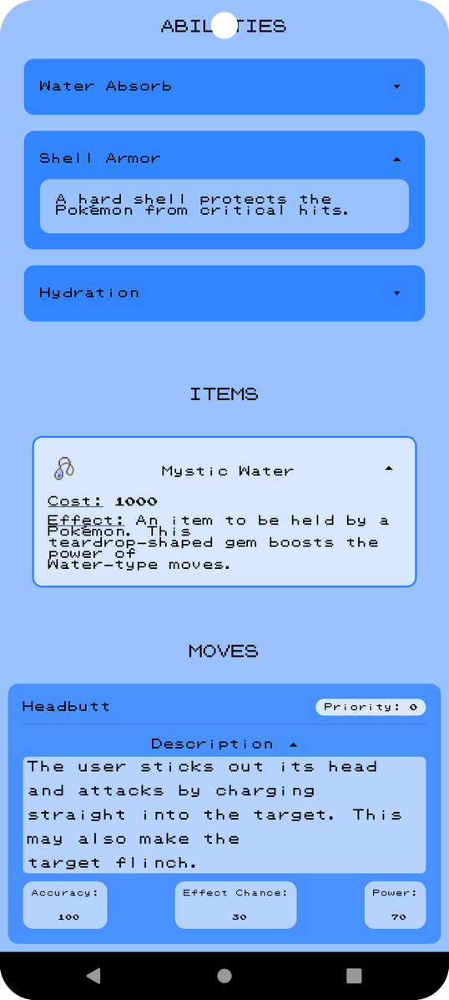 Water Absorb
Shell Armor
A hard shell protects the
Pokémon from critical hits.
Hydration
ITEMS
Mystic Water
Cost: 1000
Effect: An item to be held by a
Pokémon. This
teardrop-shaped gem boosts the
power of
Water-type moves.
MOVES
Headbutt
Priority: 0
Description
The user sticks out its head
and attacks by charging
straight into the target. This
may also make the
target flinch.
Accuracy: Effect Chance: Power:
100 30 70